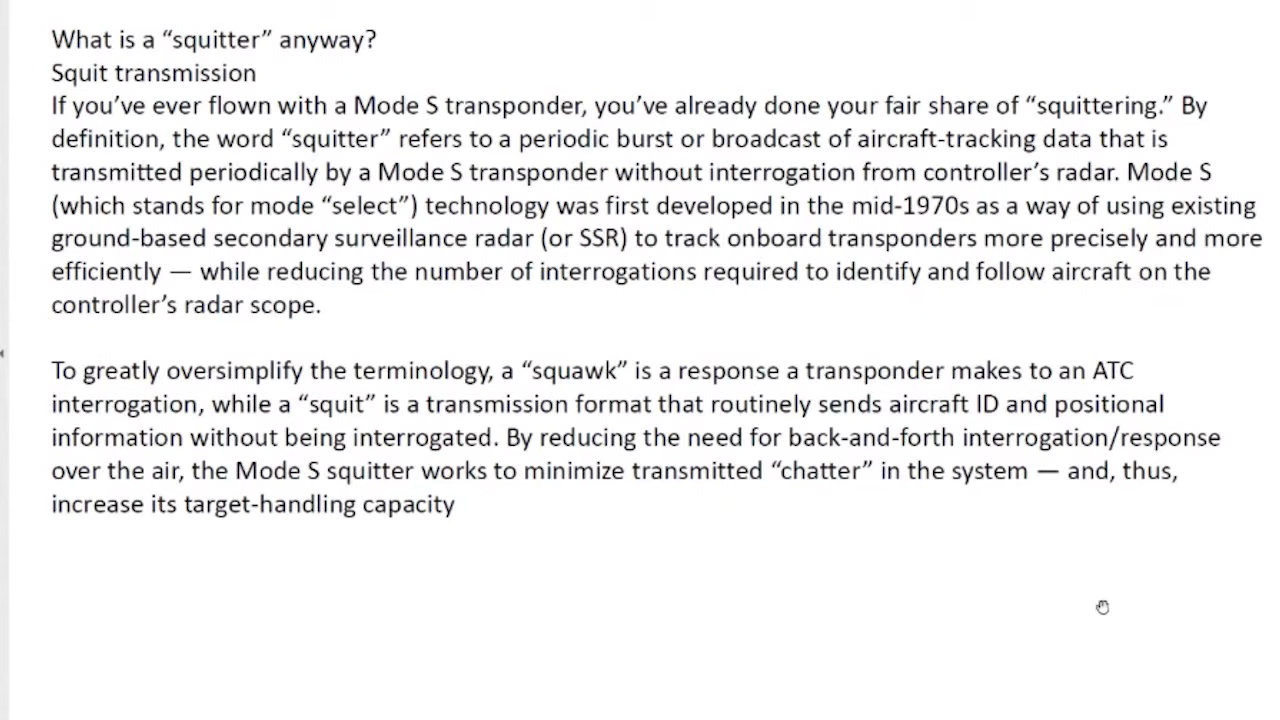 What is a “squitter” anyway?
Squit transmission
If you’ve ever flown with a Mode S transponder, you’ve already done your fair share of “squittering.” By
definition, the word “squitter” refers to a periodic burst or broadcast of aircraft-tracking data that is
transmitted periodically by a Mode S transponder without interrogation from controller’s radar. Mode S
(which stands for mode “select”) technology was first developed in the mid-1970s as a way of using existing
ground-based secondary surveillance radar (or SSR) to track onboard transponders more precisely and more
efficiently — while reducing the number of interrogations required to identify and follow aircraft on the
controller’s radar scope.
To greatly oversimplify the terminology, a “squawk” is a response a transponder makes to an ATC
interrogation, while a “squit” is a transmission format that routinely sends aircraft ID and positional
information without being interrogated. By reducing the need for back-and-forth interrogation/response
over the air, the Mode S squitter works to minimize transmitted “chatter” in the system — and, thus,
increase its target-handling capacity